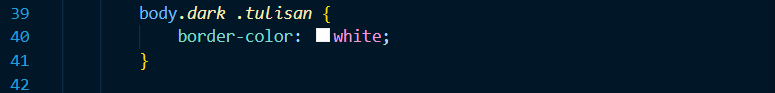 39 body.dark .tulisan {
40 border-color: white;
41 }
42